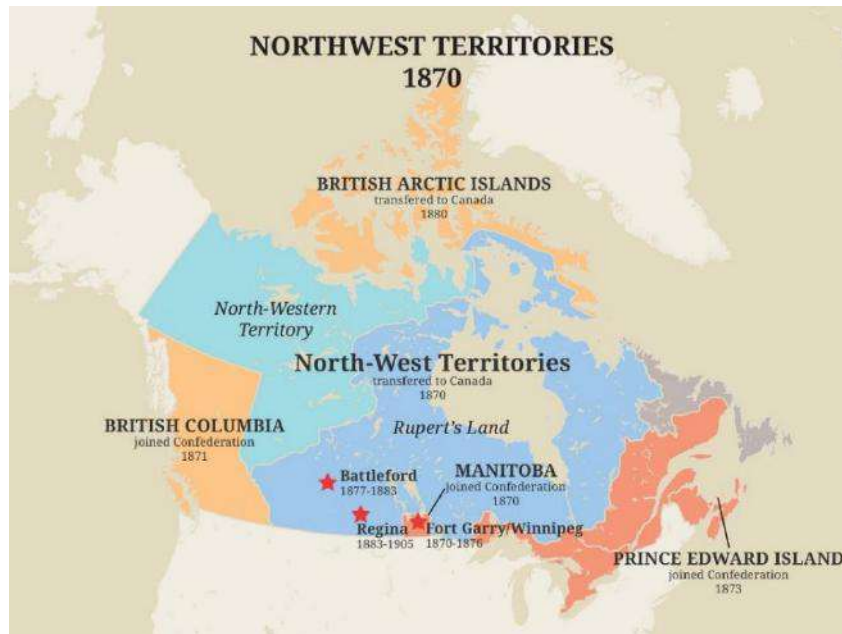 NORTHWEST TERRITORIES
1870
BRITISH ARCTIC ISLANDS
transfered to Canada
1880
North-Western
Territory
North-West Territories
transfered to Canada
1870
BRITISH COLUMBIA
joined Confederation
1871
Rupert's Land
Battleford
1877-1883
MANITOBA
joined Confederation
1870
Regina
1883-1905
Fort Garry/Winnipeg
1870-1876
PRINCE EDWARD ISLAND
joined Confederation
1873